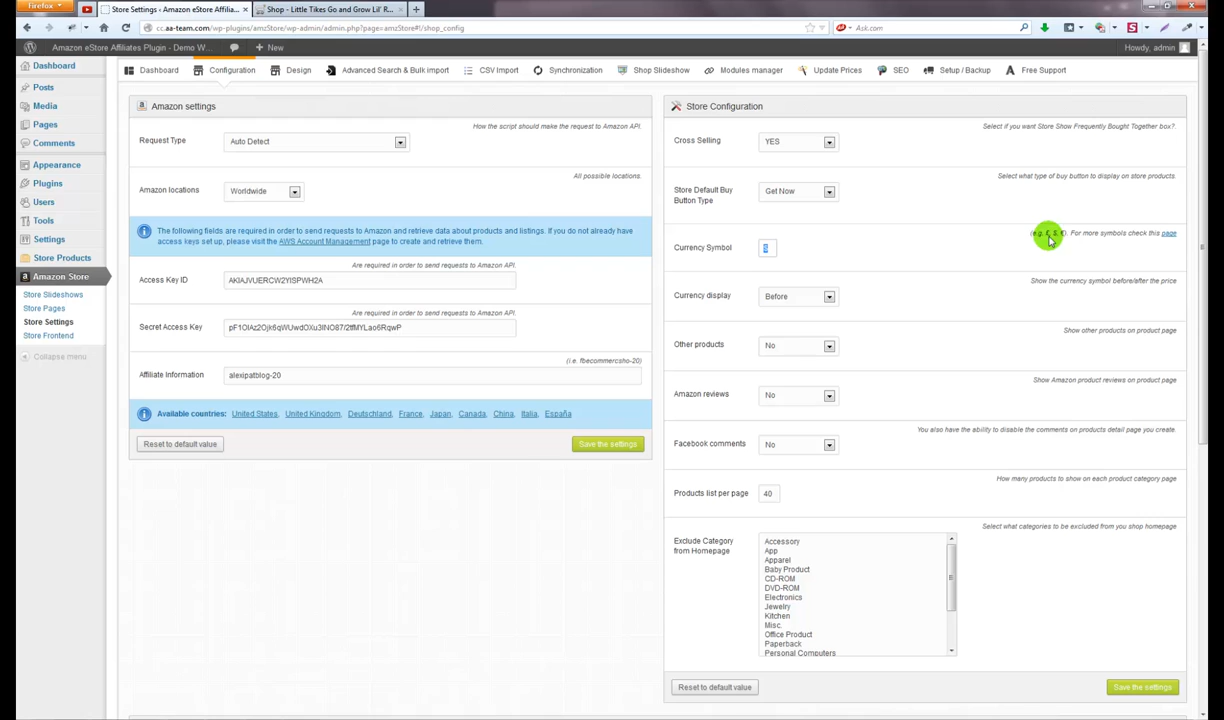 Firefox
Store Settings < Amazon eStore Affilia... ×
Shop - Little Tikes Go and Grow Lil' R... ×
+
cc.aa-team.com/wp-plugins/amzStore/wp-admin/admin.php?page=amzStore#!/shop_config
Ask.com
Amazon eStore Affiliates Plugin - Demo W...
+ New
Howdy, admin
Dashboard
Posts
Media
Pages
Comments
Appearance
Plugins
Users
Tools
Settings
Store Products
Amazon Store
Store Slideshows
Store Pages
Store Settings
Store Frontend
Collapse menu
Dashboard Configuration Design Advanced Search & Bulk import CSV Import Synchronization Shop Slideshow Modules manager Update Prices SEO Setup / Backup Free Support
Amazon settings
How the script should make the request to Amazon API.
Request Type Auto Detect
All possible locations.
Amazon locations Worldwide
The following fields are required in order to send requests to Amazon and retrieve data about products and listings. If you do not already have
access keys set up, please visit the AWS Account Management page to create and retrieve them.
Are required in order to send requests to Amazon API.
Access Key ID AKIAJVUERCW2YISPWH2A
Are required in order to send requests to Amazon API.
Secret Access Key
(i.e. fbecommercsho-20)
Affiliate Information alexipatblog-20
Available countries: United States, United Kingdom, Deutschland, France, Japan, Canada, China, Italia, España
Reset to default value Save the settings
Store Configuration
Select if you want Store Show Frequently Bought Together box?.
Cross Selling YES
Select what type of buy button to display on store products.
Store Default Buy
Button Type
Get Now
(e.g. £, $, €). For more symbols check this page
Currency Symbol $
Show the currency symbol before/after the price
Currency display Before
Show other products on product page
Other products No
Show Amazon product reviews on product page
Amazon reviews No
You also have the ability to disable the comments on products detail page you create.
Facebook comments No
How many products to show on each product category page
Products list per page 40
Select what categories to be excluded from you shop homepage
Exclude Category
from Homepage
Accessory
App
Apparel
Baby Product
CD-ROM
DVD-ROM
Electronics
Jewelry
Kitchen
Misc.
Office Product
Paperback
Personal Computers
Reset to default value Save the settings